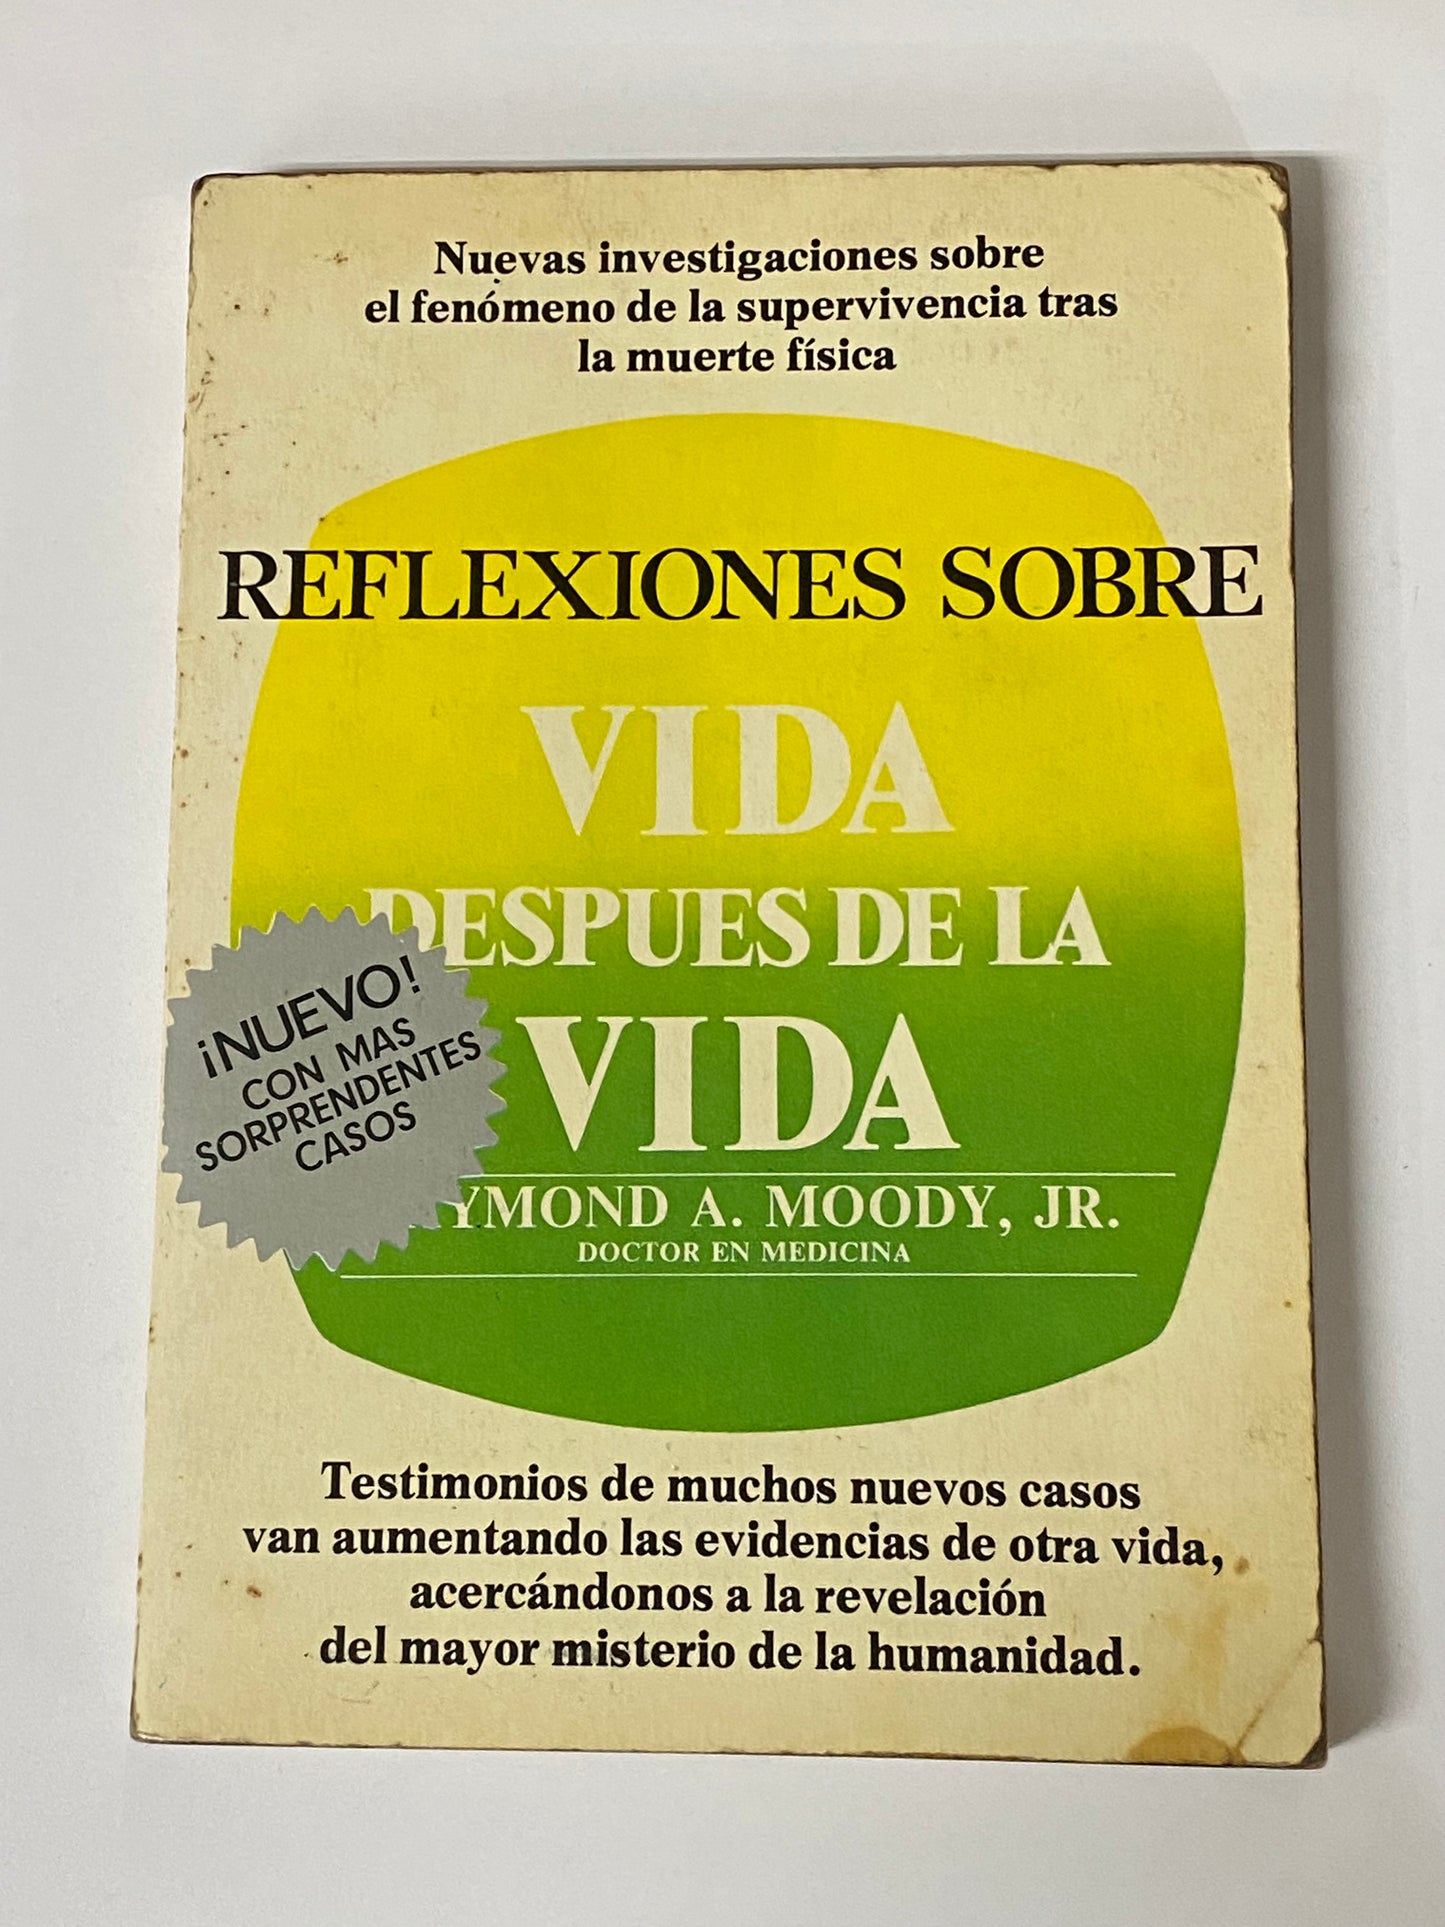 Nuevas investigaciones sobre
el fenómeno de la supervivencia tras
la muerte física
REFLEXIONES SOBRE
VIDA
DESPUES DE LA
VIDA
¡NUEVO!
CON MAS
SORPRENDENTES
CASOS
YMOND A. MOODY, JR.
DOCTOR EN MEDICINA
Testimonios de muchos nuevos casos
van aumentando las evidencias de otra vida,
acercándonos a la revelación
del mayor misterio de la humanidad.